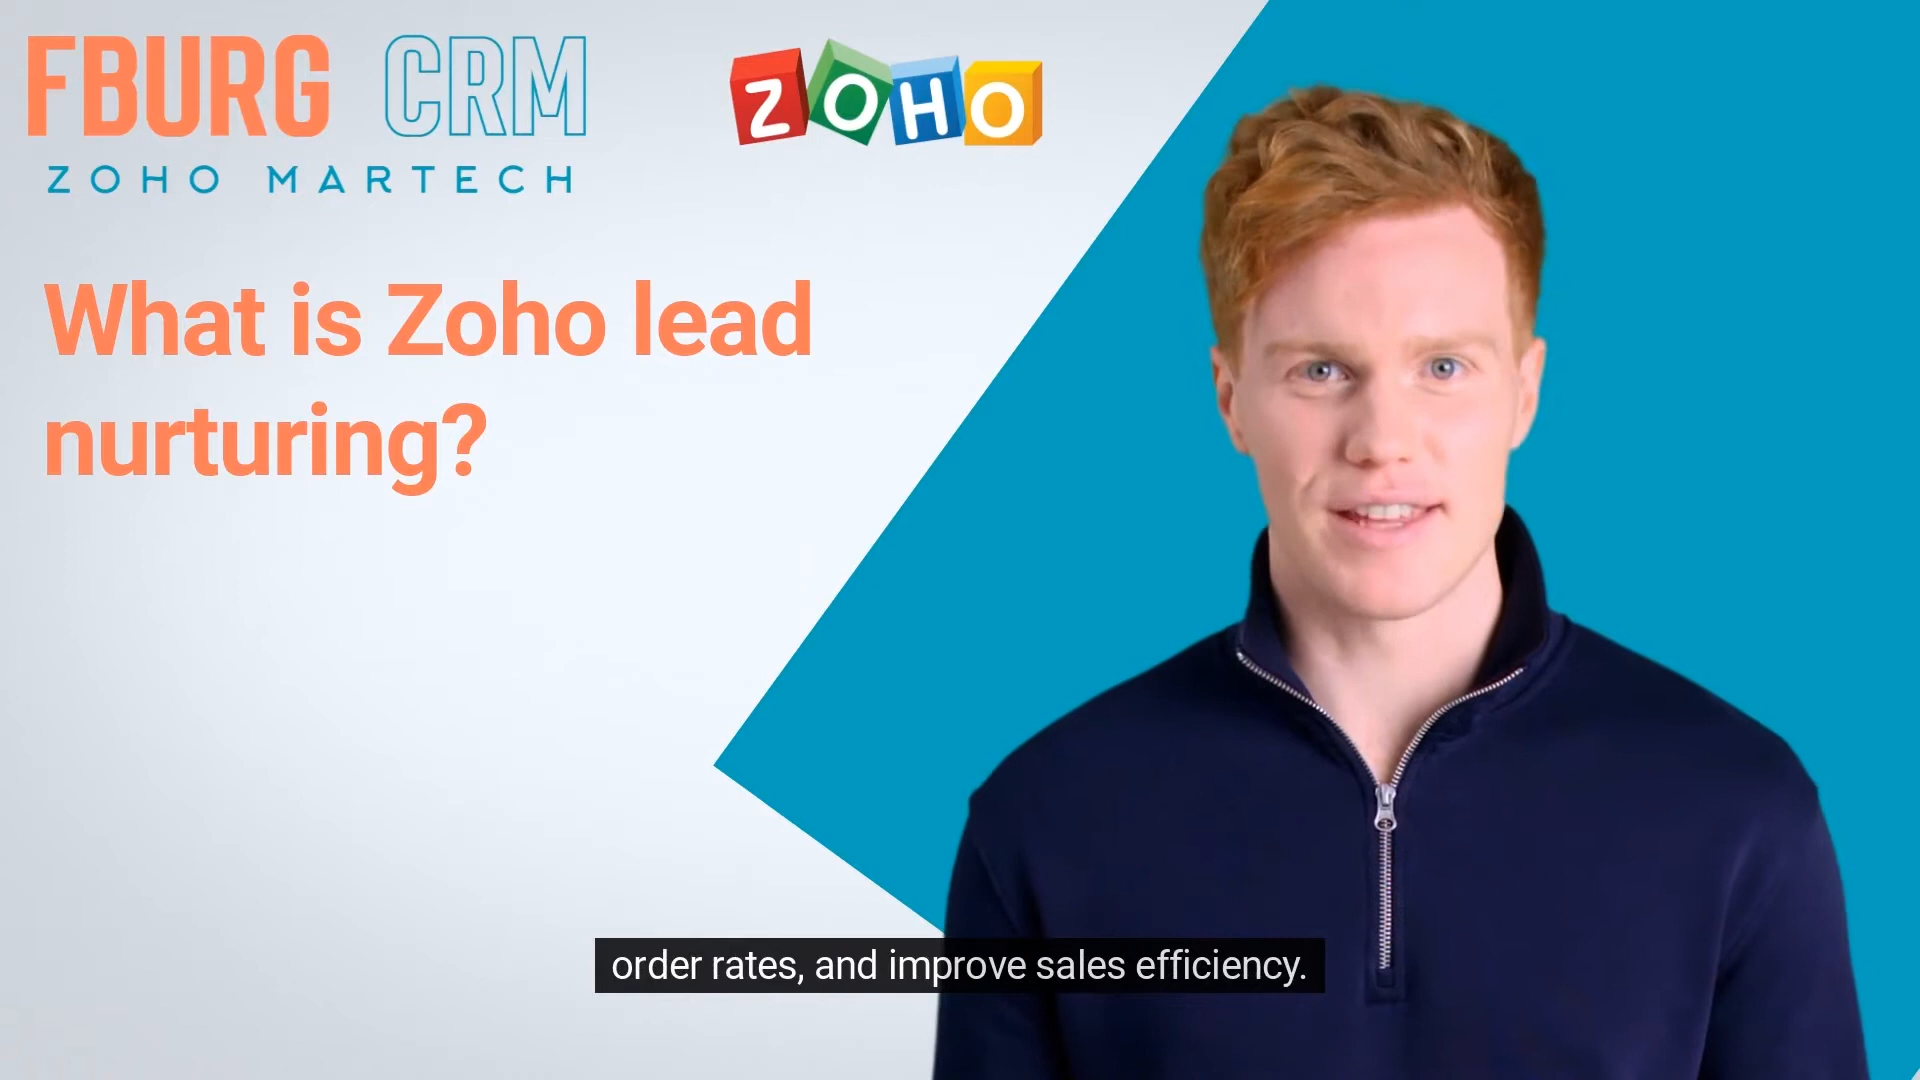 FBURG CRM
ZOHO MARTECH
ZOHO
What is Zoho lead
nurturing?
order rates, and improve sales efficiency.